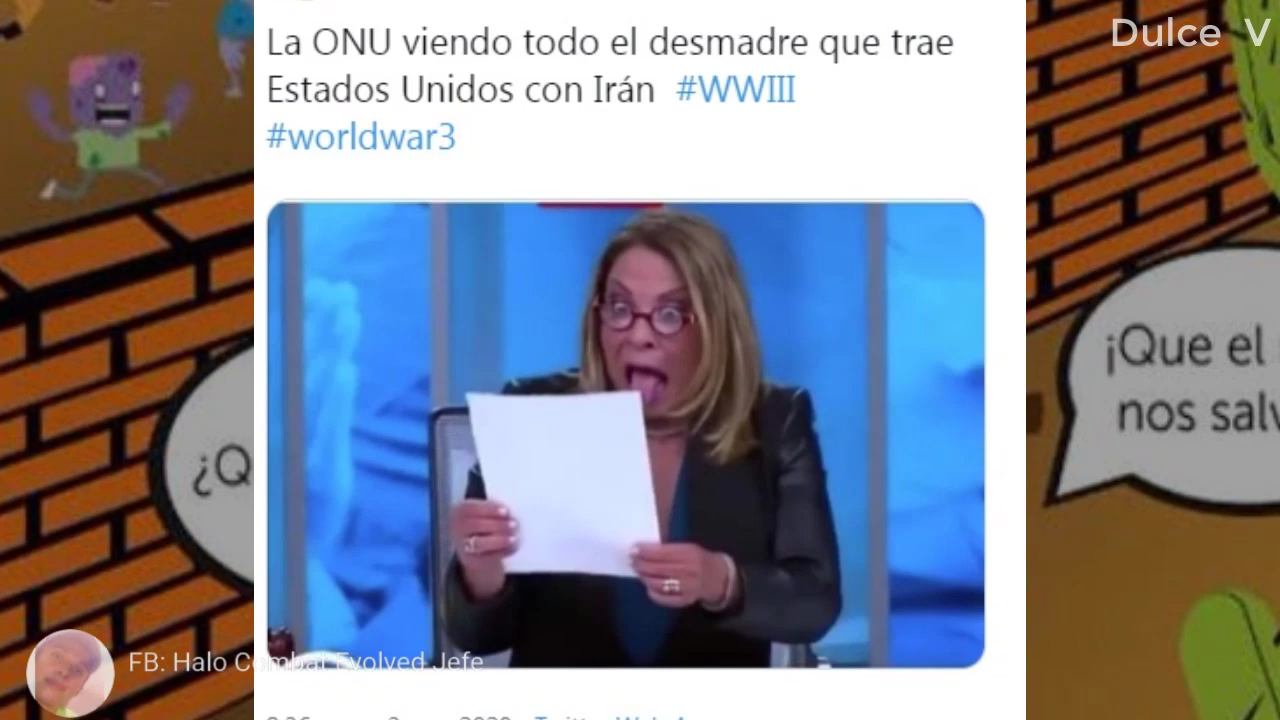 Dulce V
La ONU viendo todo el desmadre que trae
Estados Unidos con Irán #WWIII
#worldwar3
¡Que el
nos salv
¿Q
FB: Halo Combat Evolved Jefe